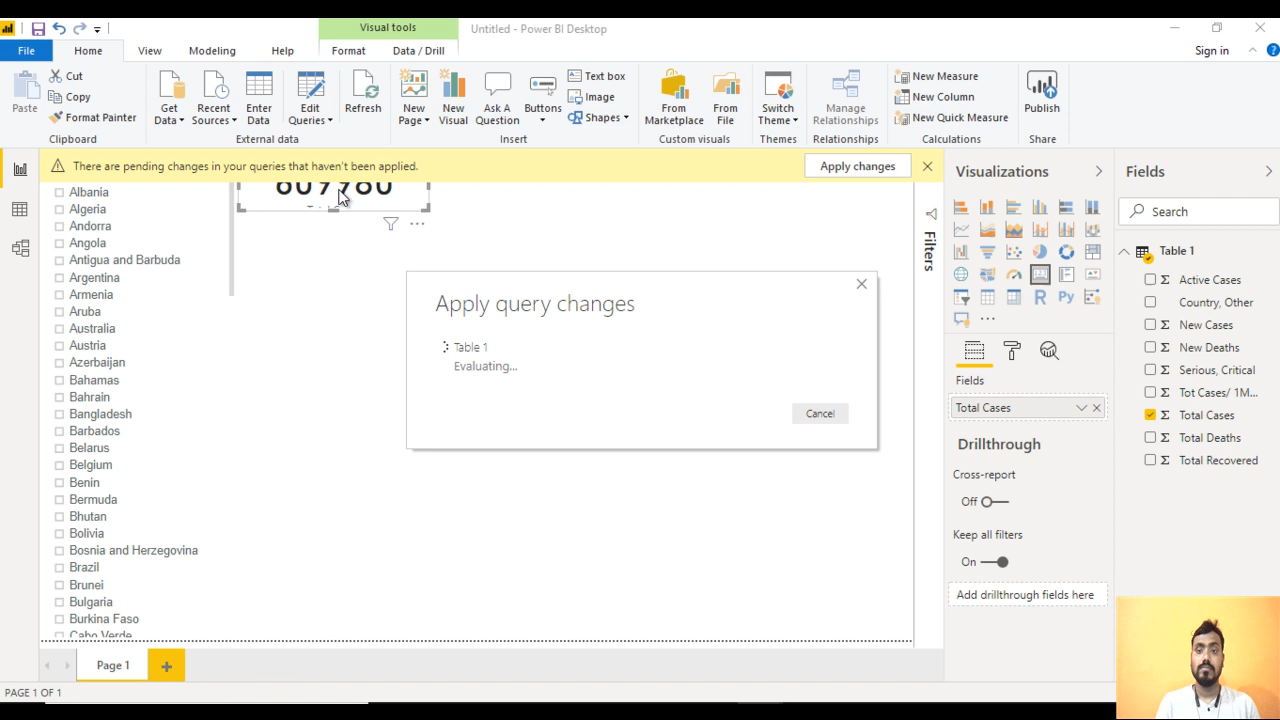 Visual tools
Untitled - Power BI Desktop
File Home View Modeling Help Format Data / Drill Sign in
Paste
Cut
Copy
Format Painter
Clipboard
Get Data
Recent Sources
Enter Data
Edit Queries
Refresh
External data
New Page
New Visual
Ask A Question
Buttons
Text box
Image
Shapes
Insert
From Marketplace
From File
Custom visuals
Switch Theme
Themes
Manage Relationships
Relationships
New Measure
New Column
New Quick Measure
Calculations
Publish
Share
There are pending changes in your queries that haven't been applied.
Apply changes
Albania
Algeria
Andorra
Angola
Antigua and Barbuda
Argentina
Armenia
Aruba
Australia
Austria
Azerbaijan
Bahamas
Bahrain
Bangladesh
Barbados
Belarus
Belgium
Benin
Bermuda
Bhutan
Bolivia
Bosnia and Herzegovina
Brazil
Brunei
Bulgaria
Burkina Faso
Cabo Verde
Apply query changes
Table 1
Evaluating...
Cancel
Filters
Visualizations
R
Py
Fields
Total Cases
Drillthrough
Cross-report
Off
Keep all filters
On
Add drillthrough fields here
Fields
Search
Table 1
Σ Active Cases
Country, Other
Σ New Cases
Σ New Deaths
Σ Serious, Critical
Σ Tot Cases/ 1M...
Σ Total Cases
Σ Total Deaths
Σ Total Recovered
Page 1
PAGE 1 OF 1